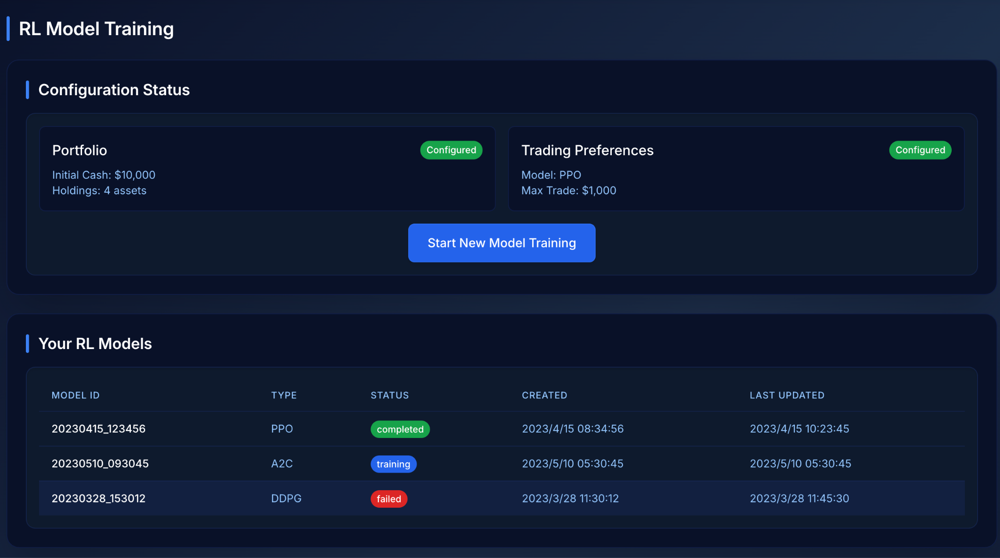 RL Model Training
Configuration Status
Portfolio
Configured
Initial Cash: $10,000
Holdings: 4 assets
Trading Preferences
Configured
Model: PPO
Max Trade: $1,000
Start New Model Training
Your RL Models
MODEL ID TYPE STATUS CREATED LAST UPDATED
20230415_123456 PPO completed 2023/4/15 08:34:56 2023/4/15 10:23:45
20230510_093045 A2C training 2023/5/10 05:30:45 2023/5/10 05:30:45
20230328_153012 DDPG failed 2023/3/28 11:30:12 2023/3/28 11:45:30